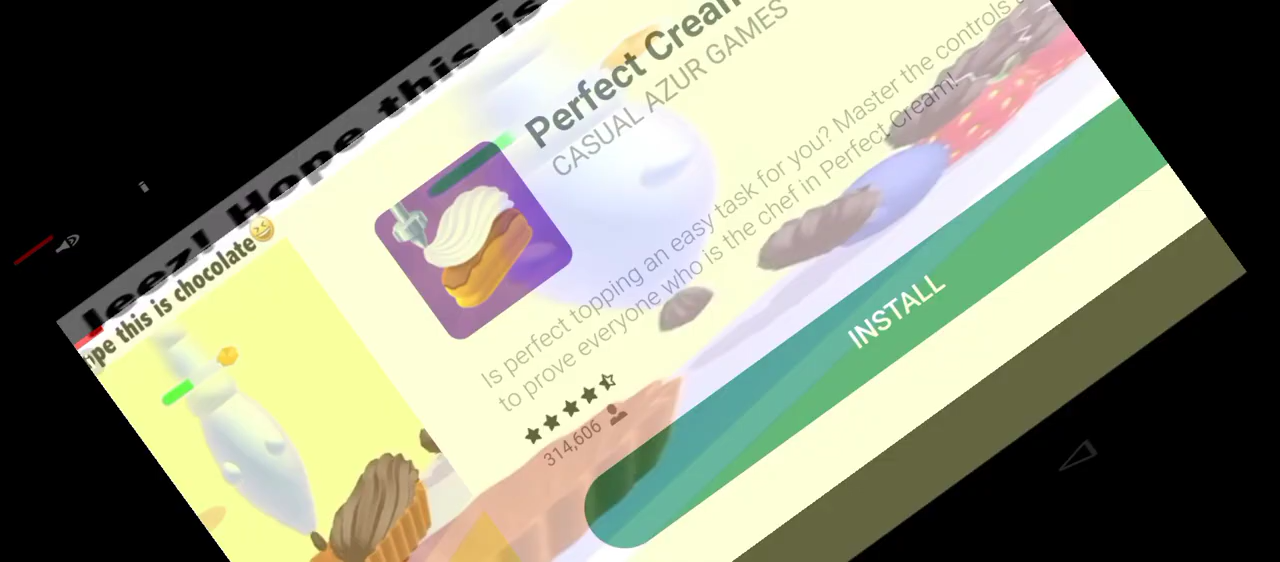 Jeez! Hope this is
ope this is chocolate😆
Perfect Cream
CASUAL AZUR GAMES
Is perfect topping an easy task for you? Master the controls
to prove everyone who is the chef in Perfect Cream!
314,606
INSTALL